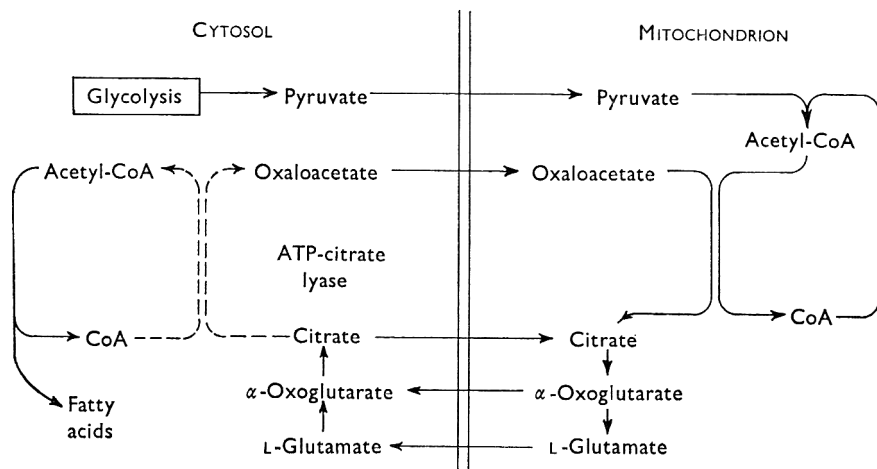 CYTOSOL
MITOCHONDRION
Glycolysis
Pyruvate
Pyruvate
Acetyl-CoA
Acetyl-CoA
Oxaloacetate
Oxaloacetate
ATP-citrate
lyase
CoA
Citrate
Citrate
CoA
α-Oxoglutarate
α-Oxoglutarate
Fatty
acids
L-Glutamate
L-Glutamate